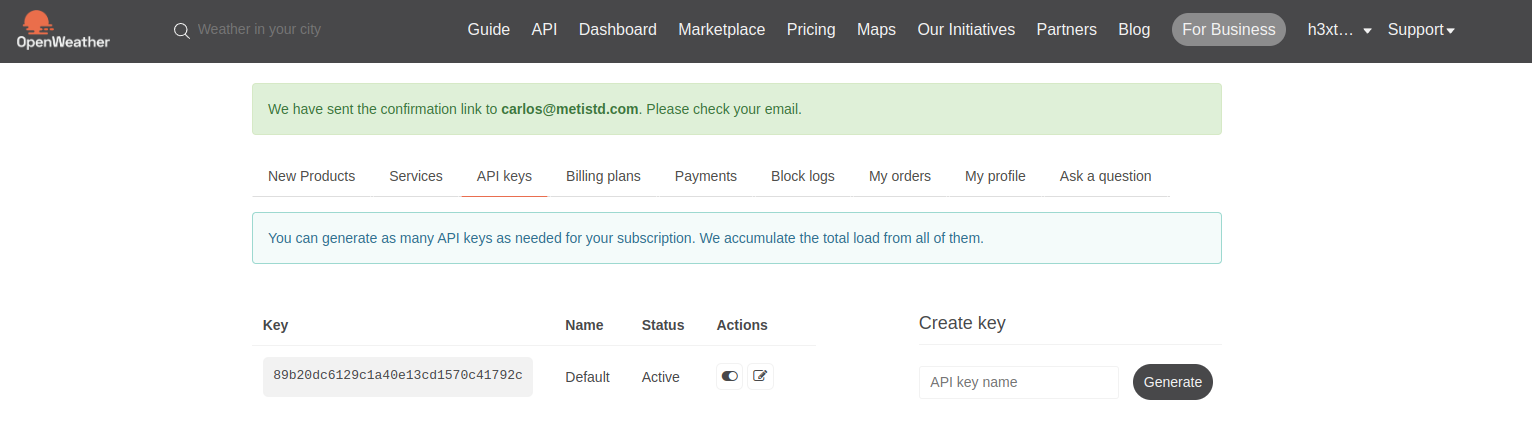 OpenWeather
Weather in your city
Guide API Dashboard Marketplace Pricing Maps Our Initiatives Partners Blog For Business h3xt... Support
We have sent the confirmation link to carlos@metistd.com. Please check your email.
New Products Services API keys Billing plans Payments Block logs My orders My profile Ask a question
You can generate as many API keys as needed for your subscription. We accumulate the total load from all of them.
Key Name Status Actions
89b20dc6129c1a40e13cd1570c41792c Default Active
Create key
API key name Generate